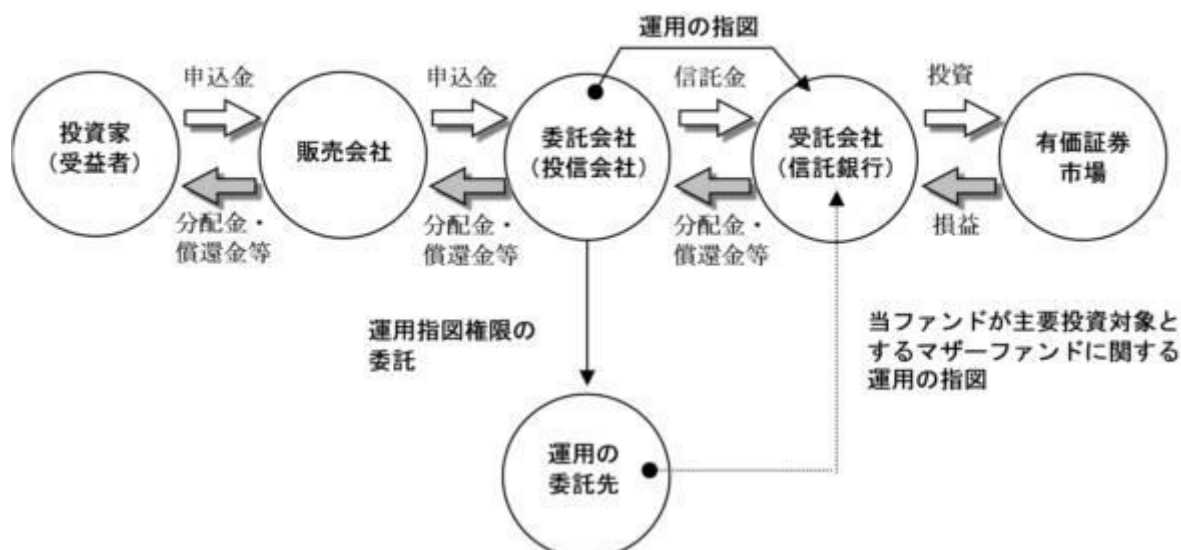 運用の指図
申込金
申込金
信託金
投資
投資家
（受益者）
販売会社
委託会社
（投信会社）
受託会社
（信託銀行）
有価証券
市場
分配金・
償還金等
分配金・
償還金等
分配金・
償還金等
損益
運用指図権限の
委託
当ファンドが主要投資対象と
するマザーファンドに関する
運用の指図
運用の
委託先